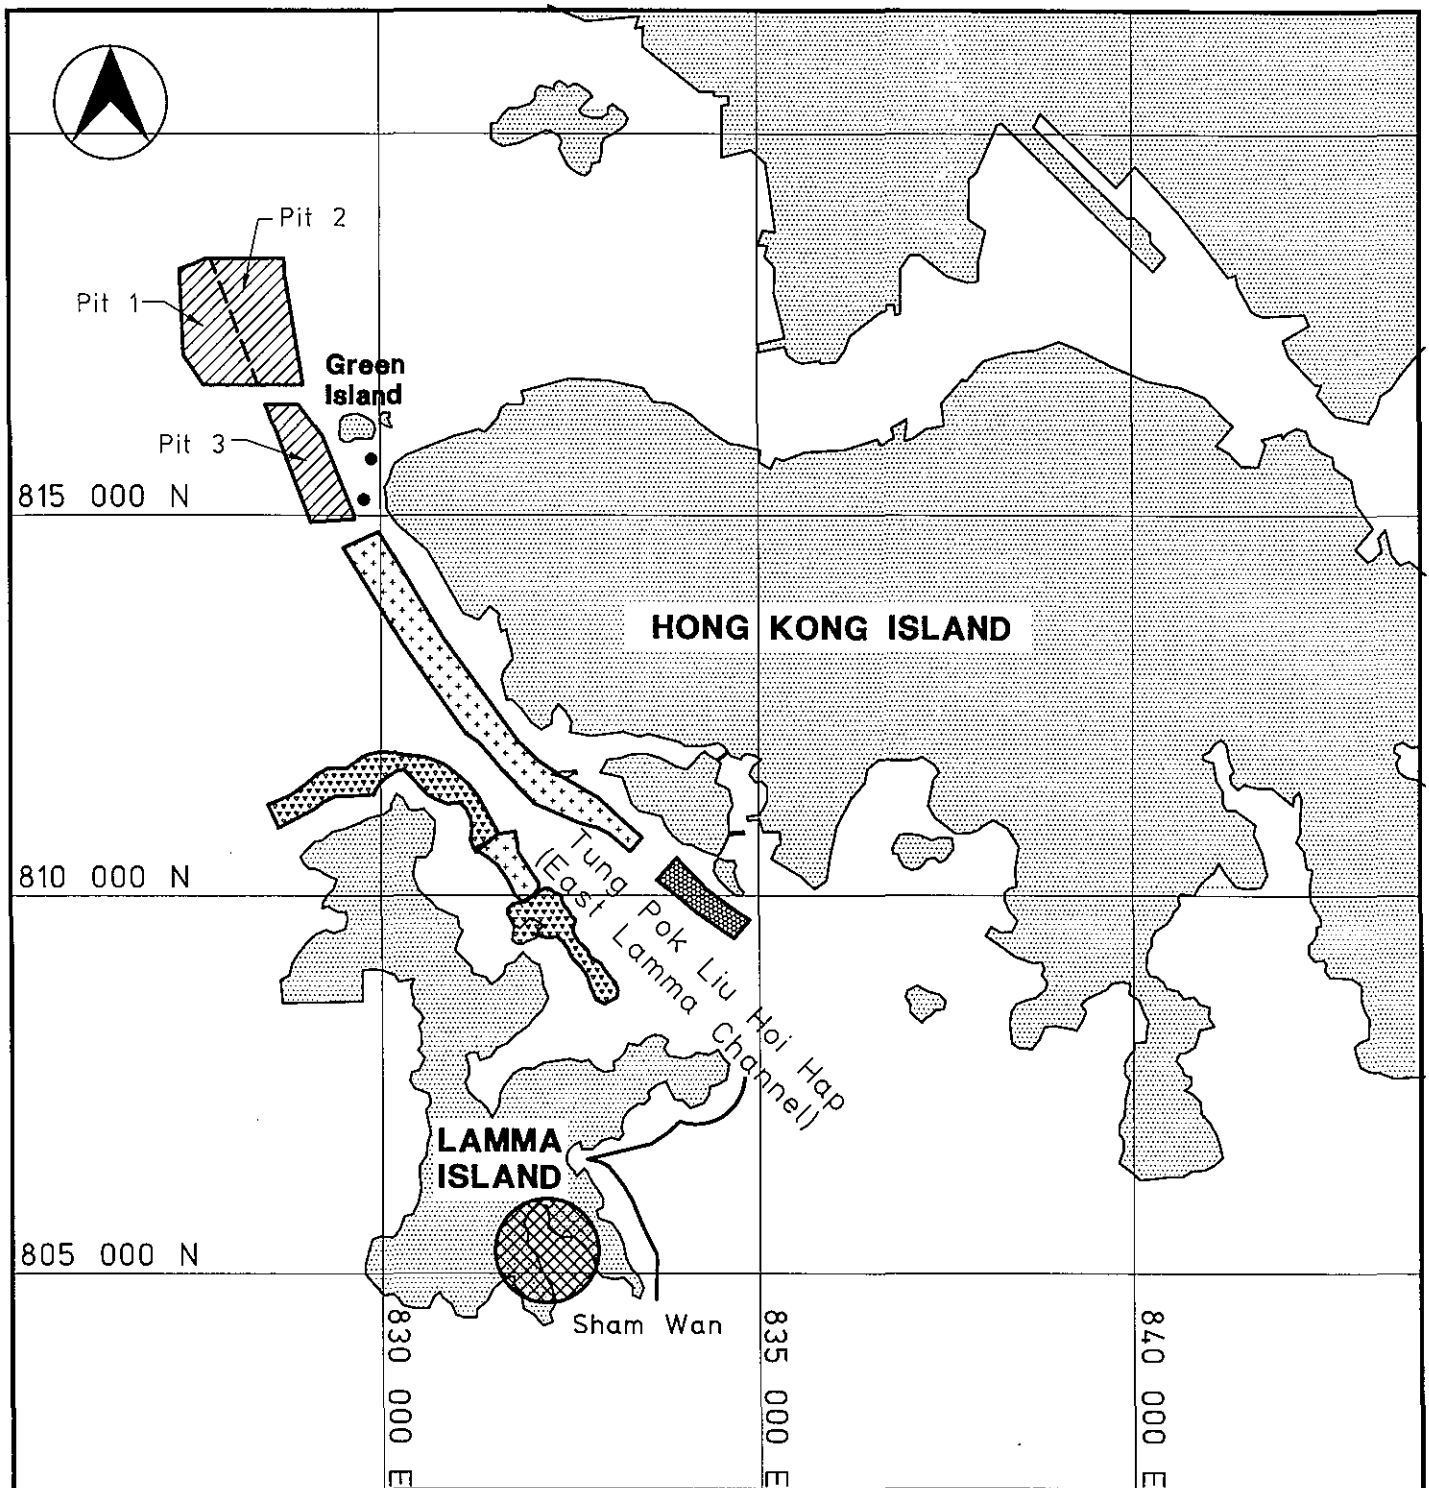 Pit 2
Pit 1
Green
Island
Pit 3
815 000 N
HONG KONG ISLAND
810 000 N
Tung Pok Liu Hoi Hap
(East Lamma Channel)
LAMMA
ISLAND
805 000 N
Sham Wan
830 000 E
835 000 E
840 000 E